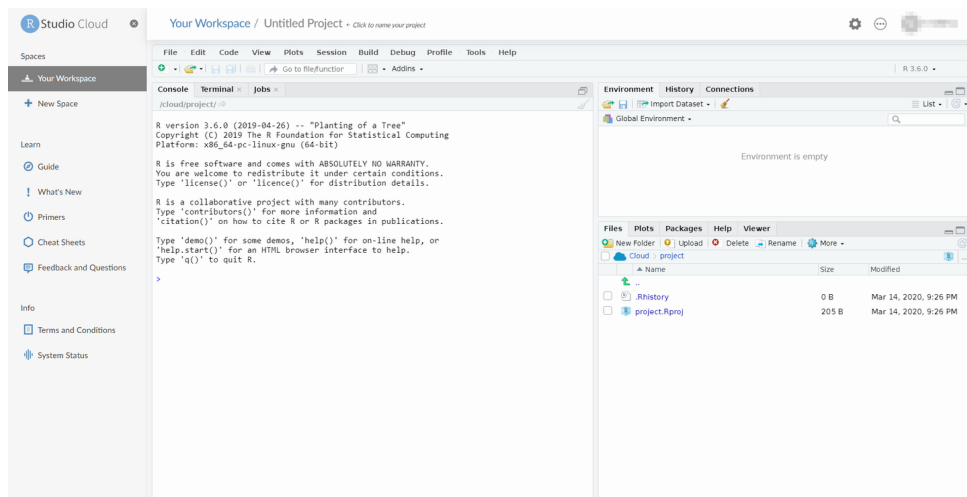 R Studio Cloud
Your Workspace / Untitled Project • Click to name your project
Spaces
Your Workspace
New Space
Learn
Guide
What's New
Primers
Cheat Sheets
Feedback and Questions
Info
Terms and Conditions
System Status
File Edit Code View Plots Session Build Debug Profile Tools Help
Go to file/function Addins R 3.6.0
Console Terminal × Jobs ×
/cloud/project/
R version 3.6.0 (2019-04-26) -- "Planting of a Tree"
Copyright (C) 2019 The R Foundation for Statistical Computing
Platform: x86_64-pc-linux-gnu (64-bit)
R is free software and comes with ABSOLUTELY NO WARRANTY.
You are welcome to redistribute it under certain conditions.
Type 'license()' or 'licence()' for distribution details.
R is a collaborative project with many contributors.
Type 'contributors()' for more information and
'citation()' on how to cite R or R packages in publications.
Type 'demo()' for some demos, 'help()' for on-line help, or
'help.start()' for an HTML browser interface to help.
Type 'q()' to quit R.
>
Environment History Connections
Import Dataset List
Global Environment
Environment is empty
Files Plots Packages Help Viewer
New Folder Upload Delete Rename More
Cloud > project
Name Size Modified
..
.Rhistory 0 B Mar 14, 2020, 9:26 PM
project.Rproj 205 B Mar 14, 2020, 9:26 PM